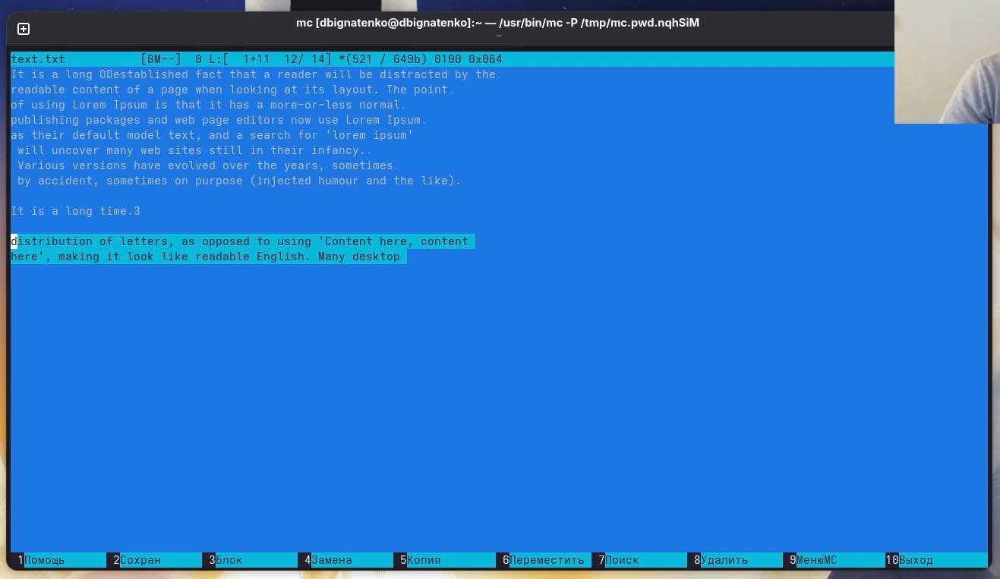 mc [dbignatenko@dbignatenko]:~ — /usr/bin/mc -P /tmp/mc.pwd.nqhSiM
~
text.txt [BM--] 0 L:[ 1+11 12/ 14] *(521 / 649b) 0100 0x064
It is a long ODestablished fact that a reader will be distracted by the.
readable content of a page when looking at its layout. The point.
of using Lorem Ipsum is that it has a more-or-less normal.
publishing packages and web page editors now use Lorem Ipsum.
as their default model text, and a search for 'lorem ipsum'
will uncover many web sites still in their infancy..
Various versions have evolved over the years, sometimes.
by accident, sometimes on purpose (injected humour and the like).
It is a long time.3
distribution of letters, as opposed to using 'Content here, content
here', making it look like readable English. Many desktop
1Помощь 2Сохран 3Блок 4Замена 5Копия 6Переместить 7Поиск 8Удалить 9МенюMC 10Выход